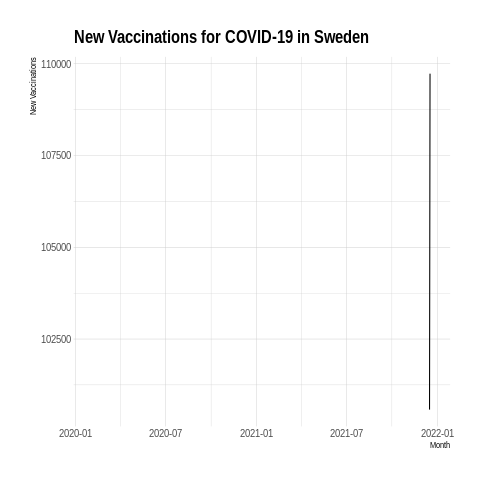 New Vaccinations for COVID-19 in Sweden
New Vaccinations
110000
107500
105000
102500
2020-01 2020-07 2021-01 2021-07 2022-01
Month